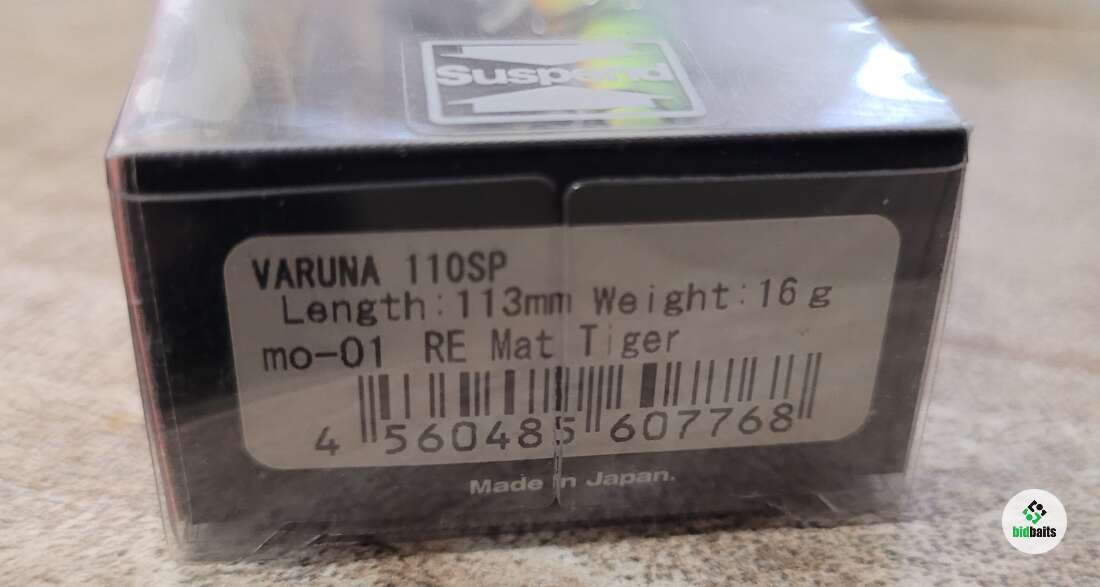 Suspend
VARUNA 110SP
Length:113mm Weight:16g
mo-01 RE Mat Tiger
4 560485 607768
Made in Japan.
bidbaits